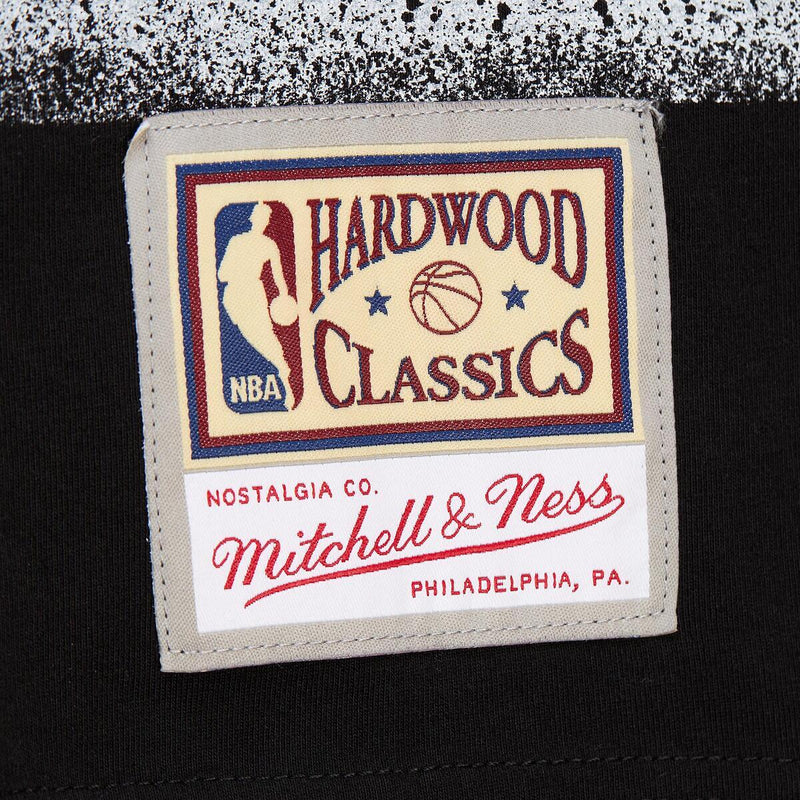 HARDWOOD
CLASSICS
NBA
NOSTALGIA CO.
Mitchell & Ness
PHILADELPHIA, PA.